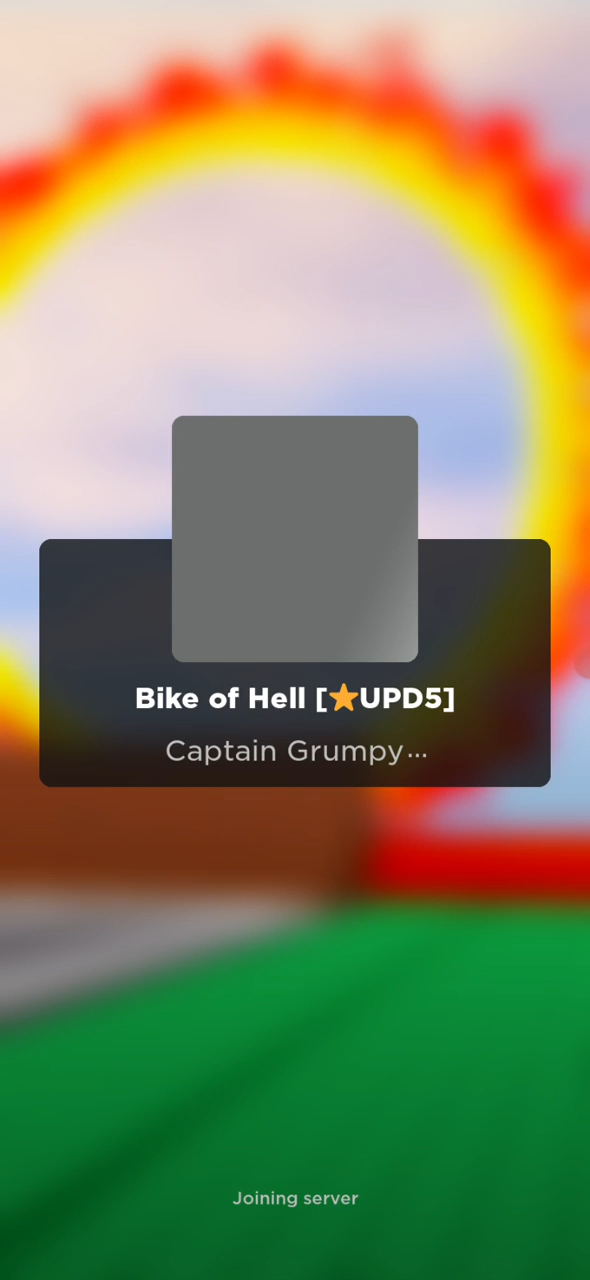 Bike of Hell [⭐UPD5]
Captain Grumpy...
Joining server